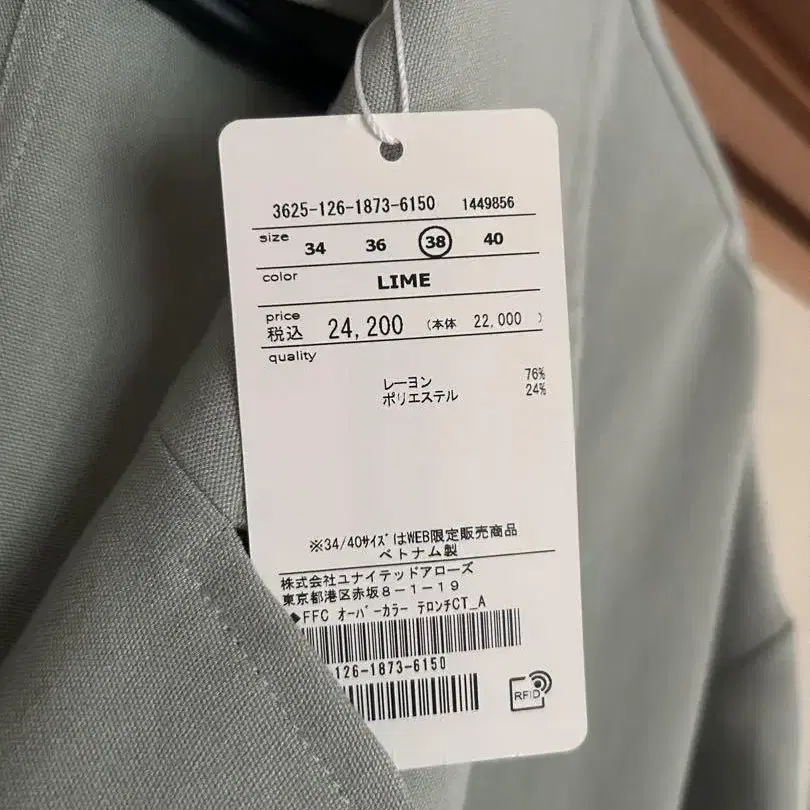 3625-126-1873-6150 1449856
size 34 36 38 40
color LIME
price
税込 24,200 (本体 22,000 )
quality
レーヨン 76%
ポリエステル 24%
※34/40サイズはWEB限定販売商品
ベトナム製
株式会社ユナイテッドアローズ
東京都港区赤坂8-1-19
◆FFC オーバーカラー テロンチCT_A
126-1873-6150
RFID